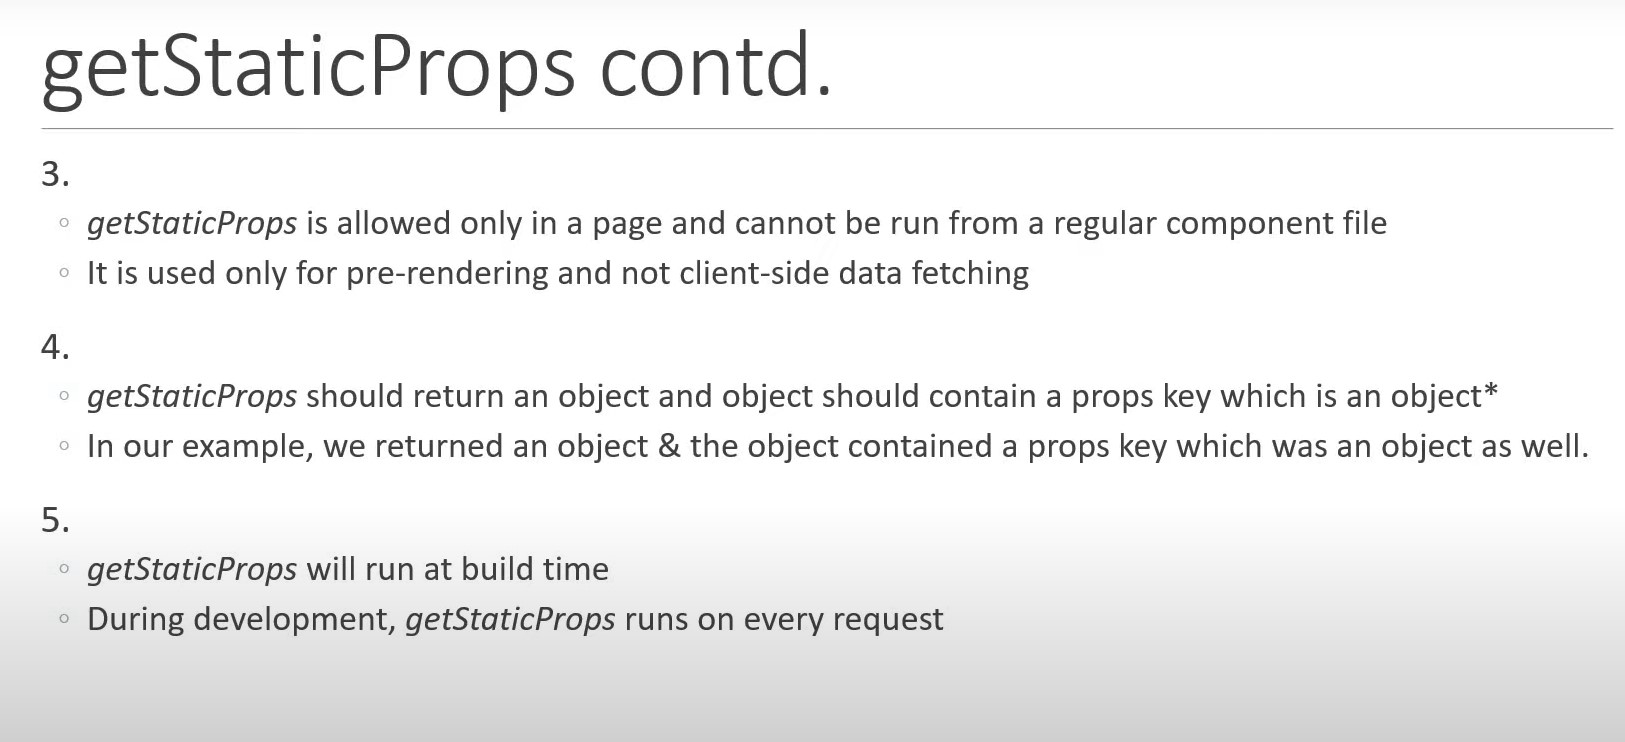 getStaticProps contd.
3.
◦ getStaticProps is allowed only in a page and cannot be run from a regular component file
◦ It is used only for pre-rendering and not client-side data fetching
4.
◦ getStaticProps should return an object and object should contain a props key which is an object*
◦ In our example, we returned an object & the object contained a props key which was an object as well.
5.
◦ getStaticProps will run at build time
◦ During development, getStaticProps runs on every request